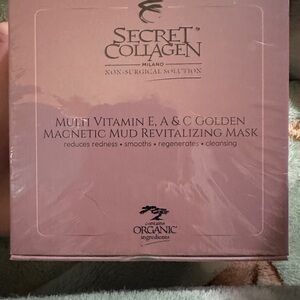 SECRET
COLLAGEN
MILANO
NON-SURGICAL SOLUTION
MULTI VITAMIN E, A & C GOLDEN
MAGNETIC MUD REVITALIZING MASK
reduces redness • smooths • regenerates • cleansing
contains
ORGANIC
ingredients